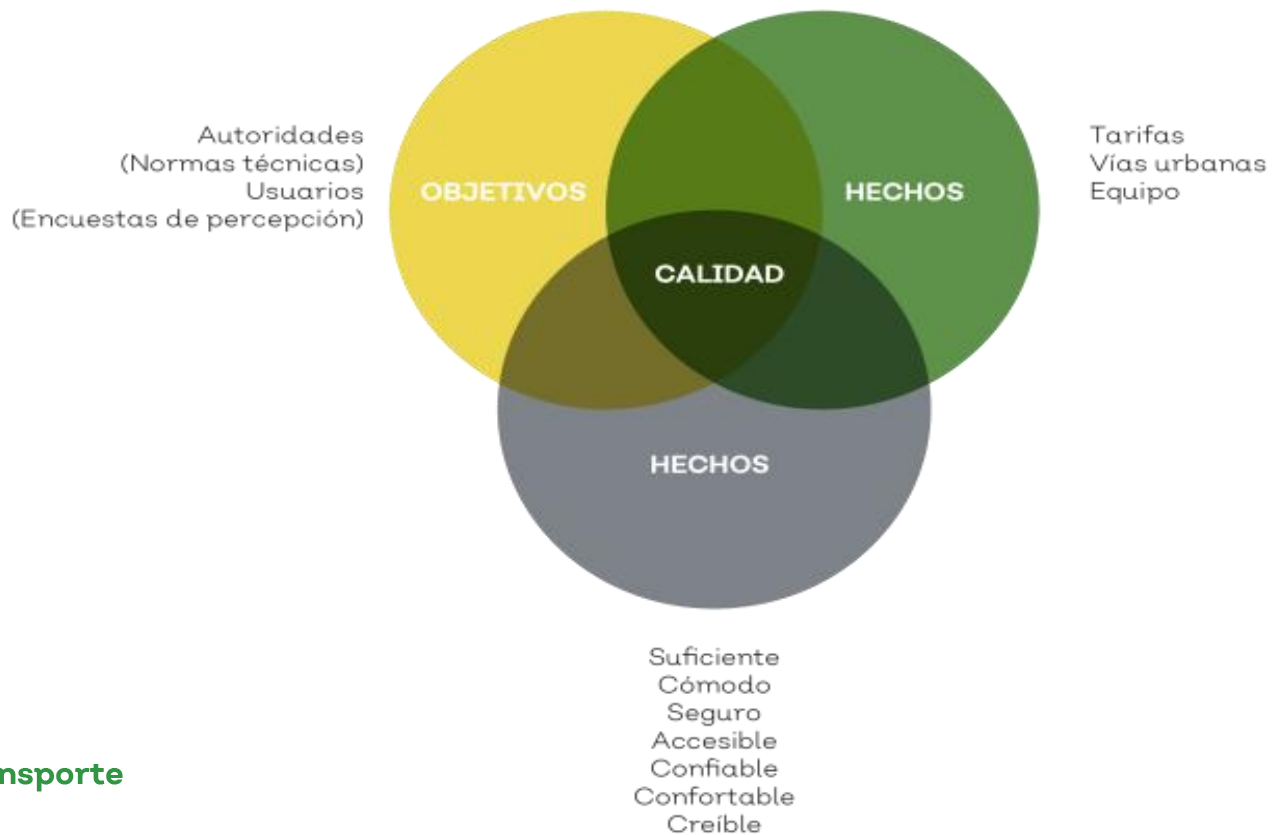 Autoridades
(Normas técnicas)
Usuarios
(Encuestas de percepción)
OBJETIVOS
HECHOS
Tarifas
Vías urbanas
Equipo
CALIDAD
HECHOS
Suficiente
Cómodo
Seguro
Accesible
Confiable
Confortable
Creíble
nsporte